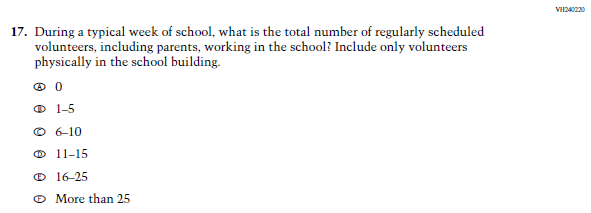 VH240220
17. During a typical week of school, what is the total number of regularly scheduled
volunteers, including parents, working in the school? Include only volunteers
physically in the school building.
A 0
B 1–5
C 6–10
D 11–15
E 16–25
F More than 25